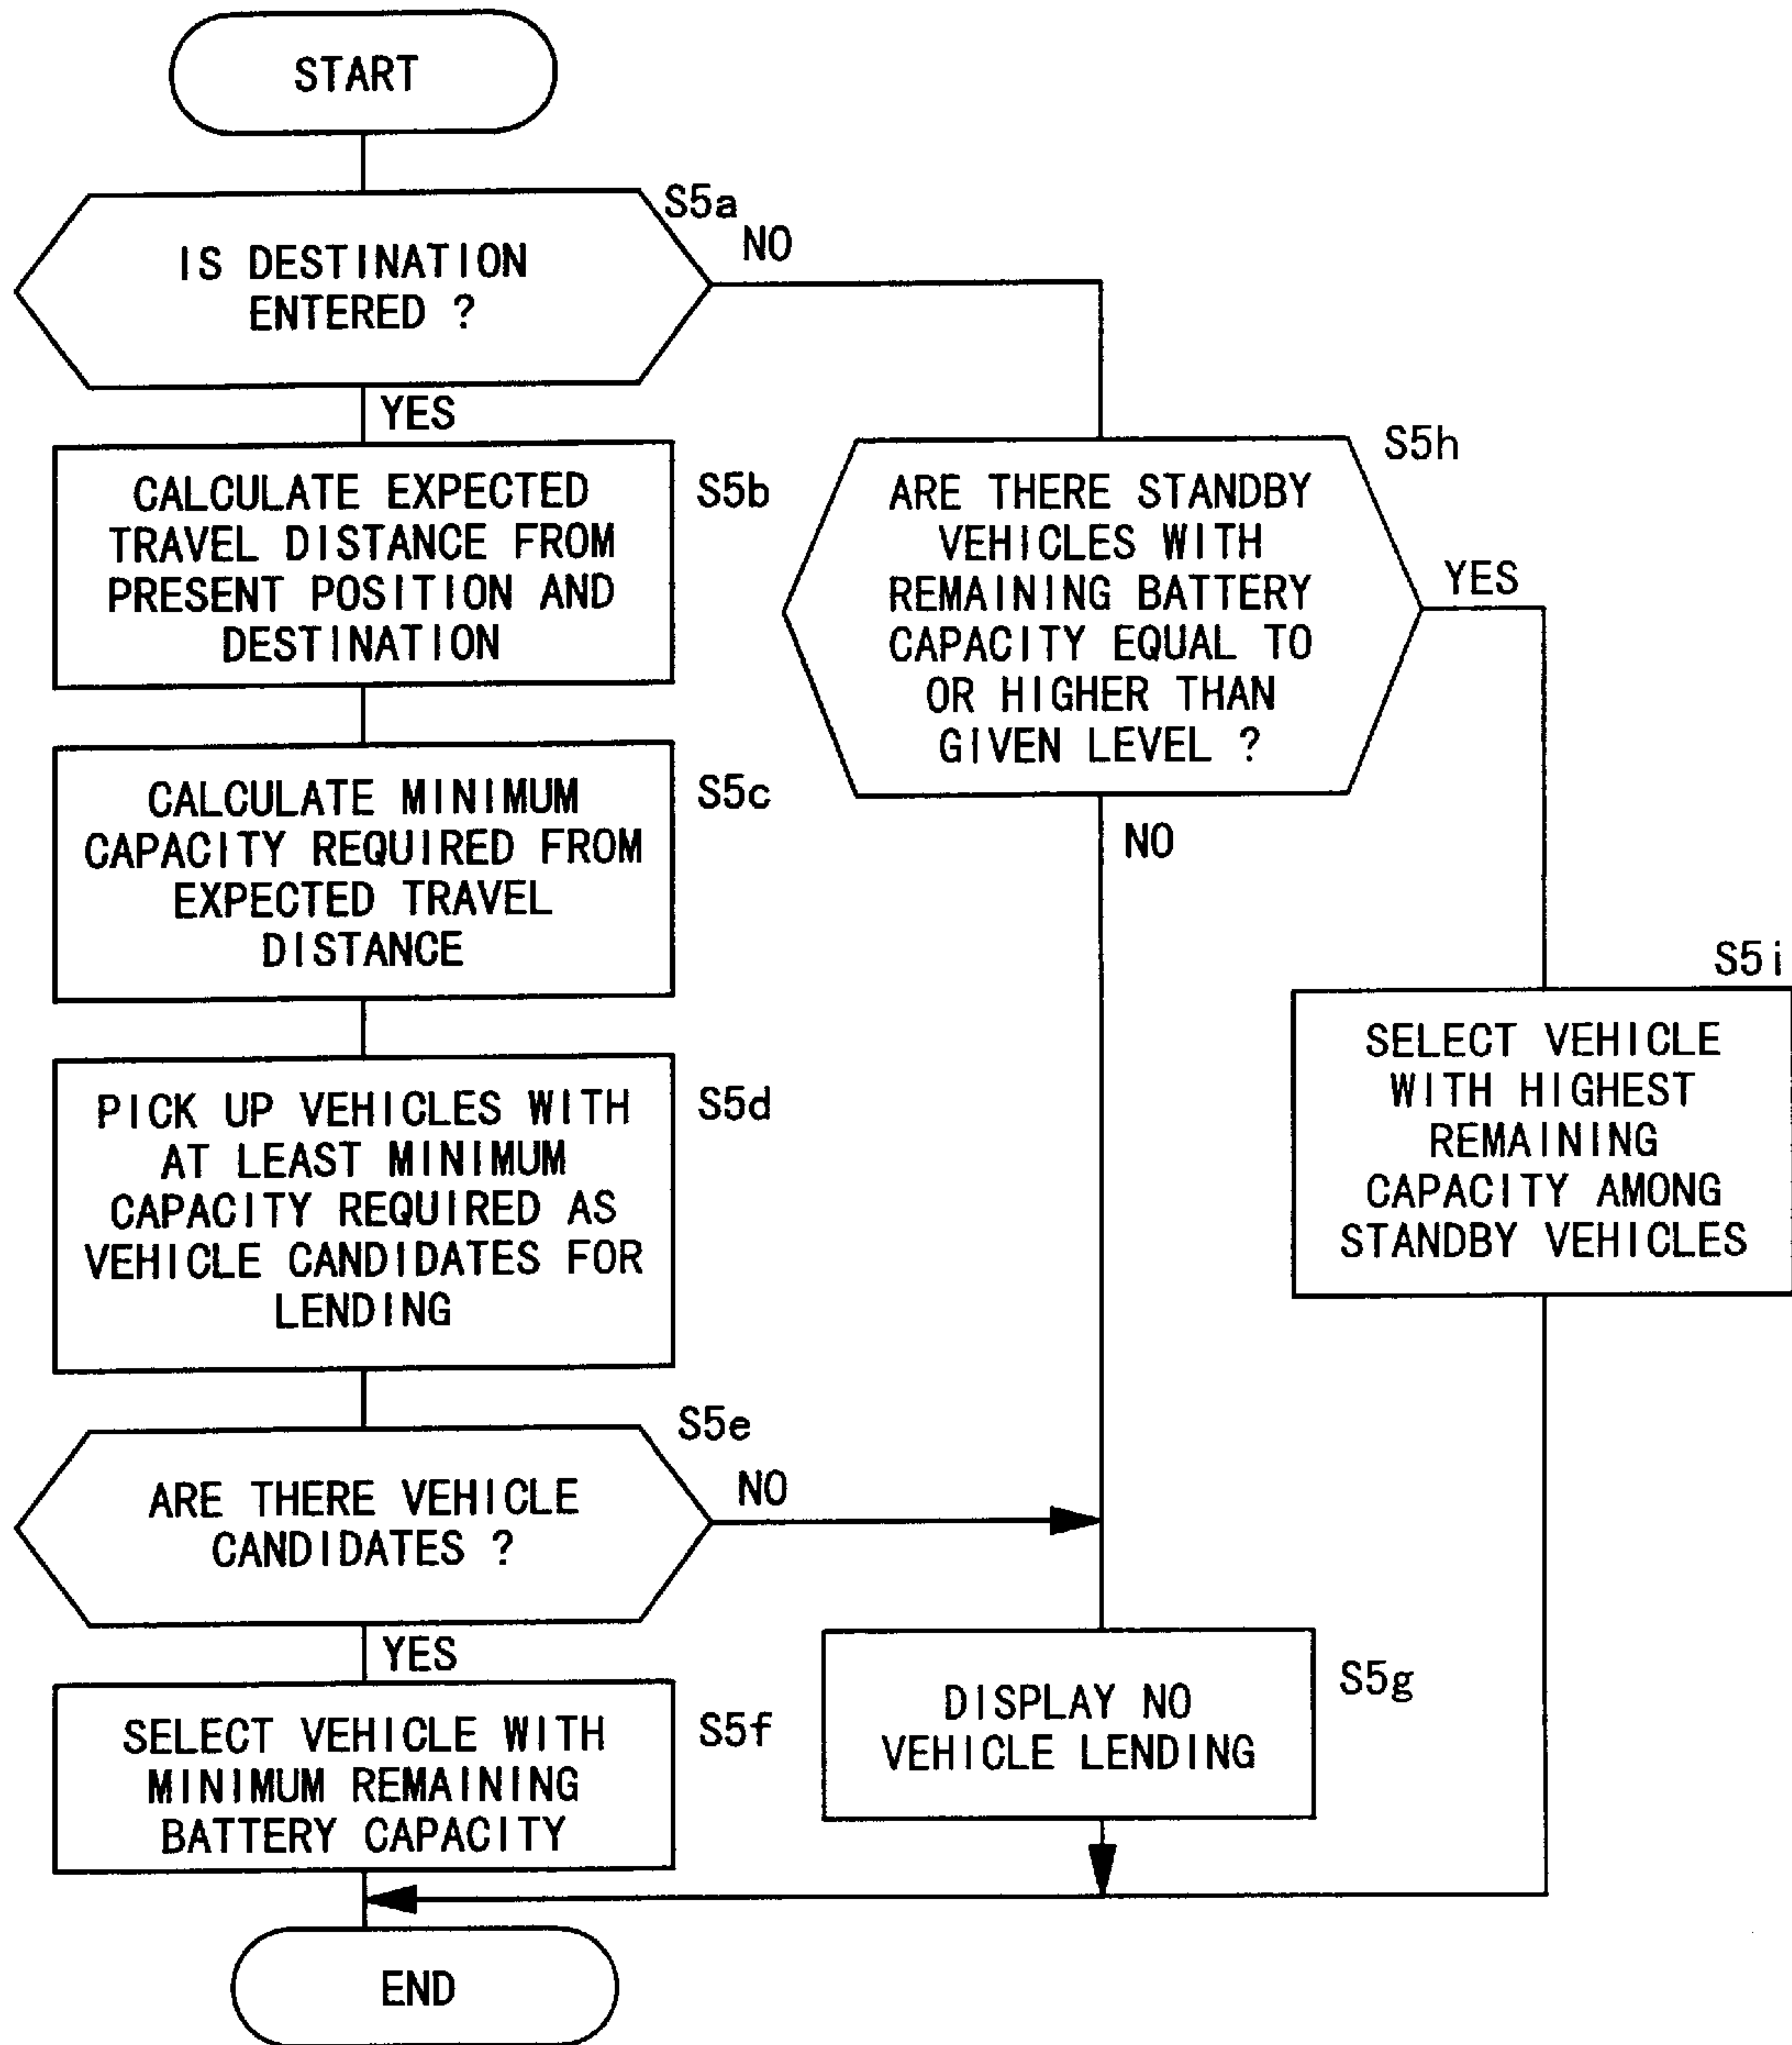 START
S5a
IS DESTINATION
ENTERED ?
NO
YES
CALCULATE EXPECTED
TRAVEL DISTANCE FROM
PRESENT POSITION AND
DESTINATION
S5b
CALCULATE MINIMUM
CAPACITY REQUIRED FROM
EXPECTED TRAVEL
DISTANCE
S5c
PICK UP VEHICLES WITH
AT LEAST MINIMUM
CAPACITY REQUIRED AS
VEHICLE CANDIDATES FOR
LENDING
S5d
S5e
ARE THERE VEHICLE
CANDIDATES ?
NO
YES
SELECT VEHICLE WITH
MINIMUM REMAINING
BATTERY CAPACITY
S5f
S5h
ARE THERE STANDBY
VEHICLES WITH
REMAINING BATTERY
CAPACITY EQUAL TO
OR HIGHER THAN
GIVEN LEVEL ?
YES
NO
S5i
SELECT VEHICLE
WITH HIGHEST
REMAINING
CAPACITY AMONG
STANDBY VEHICLES
DISPLAY NO
VEHICLE LENDING
S5g
END